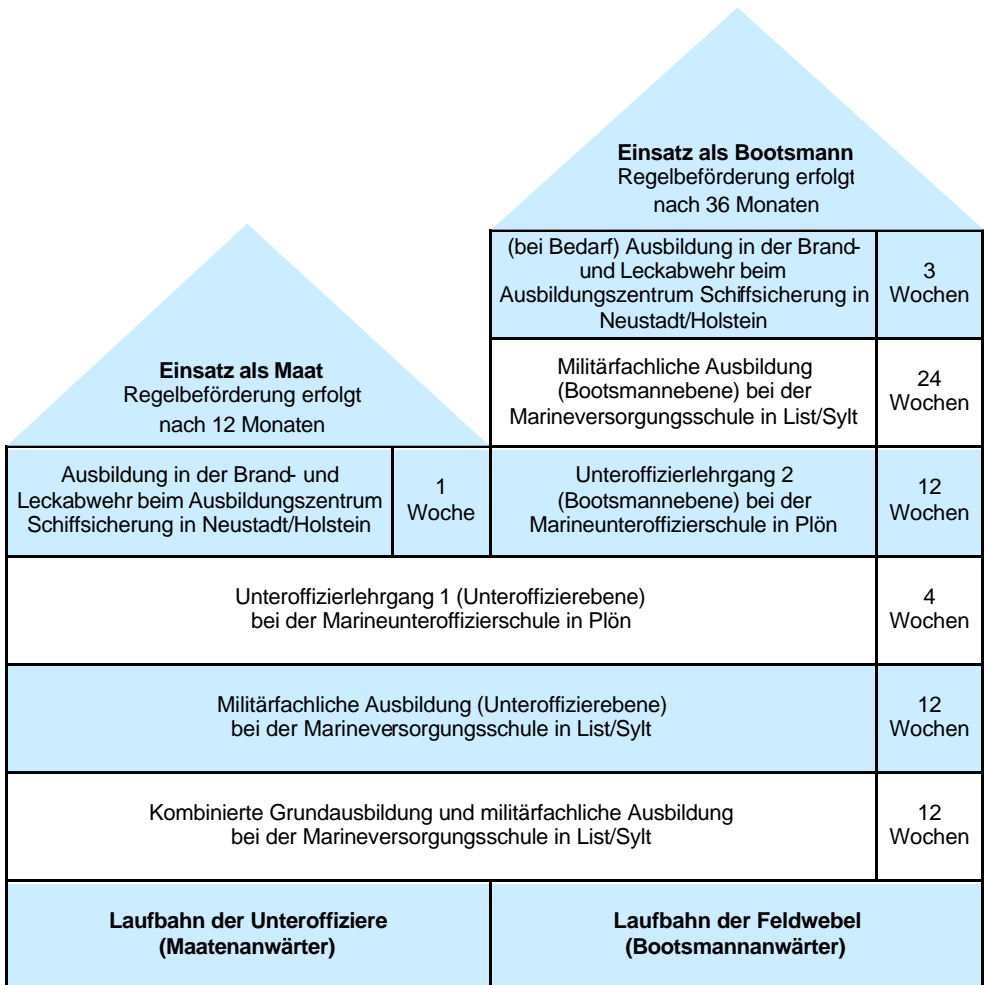 Einsatz als Bootsmann
Regelbeförderung erfolgt
nach 36 Monaten
(bei Bedarf) Ausbildung in der Brand-
und Leckabwehr beim
Ausbildungszentrum Schiffsicherung in
Neustadt/Holstein
3
Wochen
Einsatz als Maat
Regelbeförderung erfolgt
nach 12 Monaten
Militärfachliche Ausbildung
(Bootsmannebene) bei der
Marineversorgungsschule in List/Sylt
24
Wochen
Ausbildung in der Brand- und
Leckabwehr beim Ausbildungszentrum
Schiffsicherung in Neustadt/Holstein
1
Woche
Unteroffizierlehrgang 2
(Bootsmannebene) bei der
Marineunteroffizierschule in Plön
12
Wochen
Unteroffizierlehrgang 1 (Unteroffizierebene)
bei der Marineunteroffizierschule in Plön
4
Wochen
Militärfachliche Ausbildung (Unteroffizierebene)
bei der Marineversorgungsschule in List/Sylt
12
Wochen
Kombinierte Grundausbildung und militärfachliche Ausbildung
bei der Marineversorgungsschule in List/Sylt
12
Wochen
Laufbahn der Unteroffiziere
(Maatenanwärter)
Laufbahn der Feldwebel
(Bootsmannanwärter)